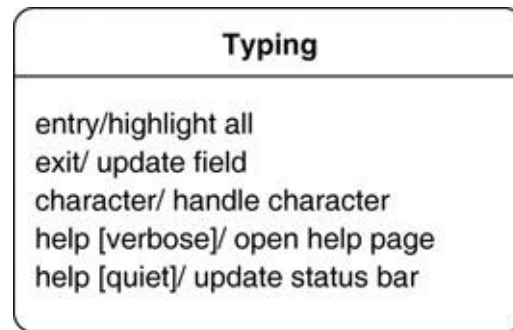 Typing
entry/highlight all
exit/ update field
character/ handle character
help [verbose]/ open help page
help [quiet]/ update status bar